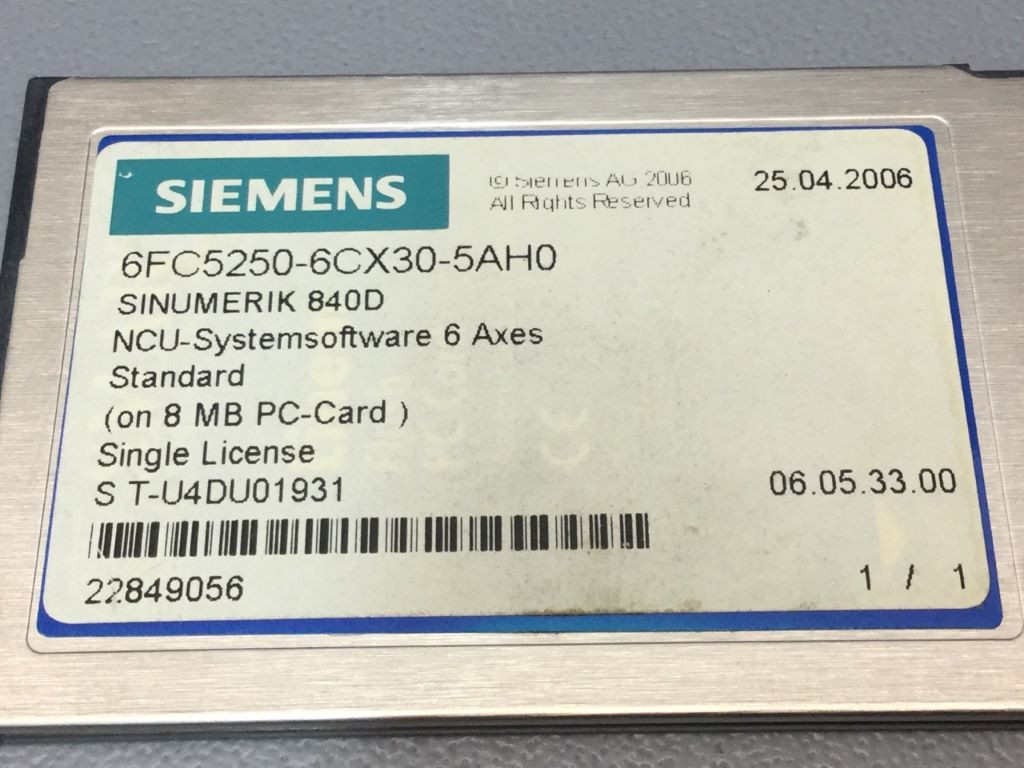 SIEMENS
© Siemens AG 2006
All Rights Reserved
25.04.2006
6FC5250-6CX30-5AH0
SINUMERIK 840D
NCU-Systemsoftware 6 Axes
Standard
(on 8 MB PC-Card )
Single License
S T-U4DU01931
06.05.33.00
22849056
1 / 1